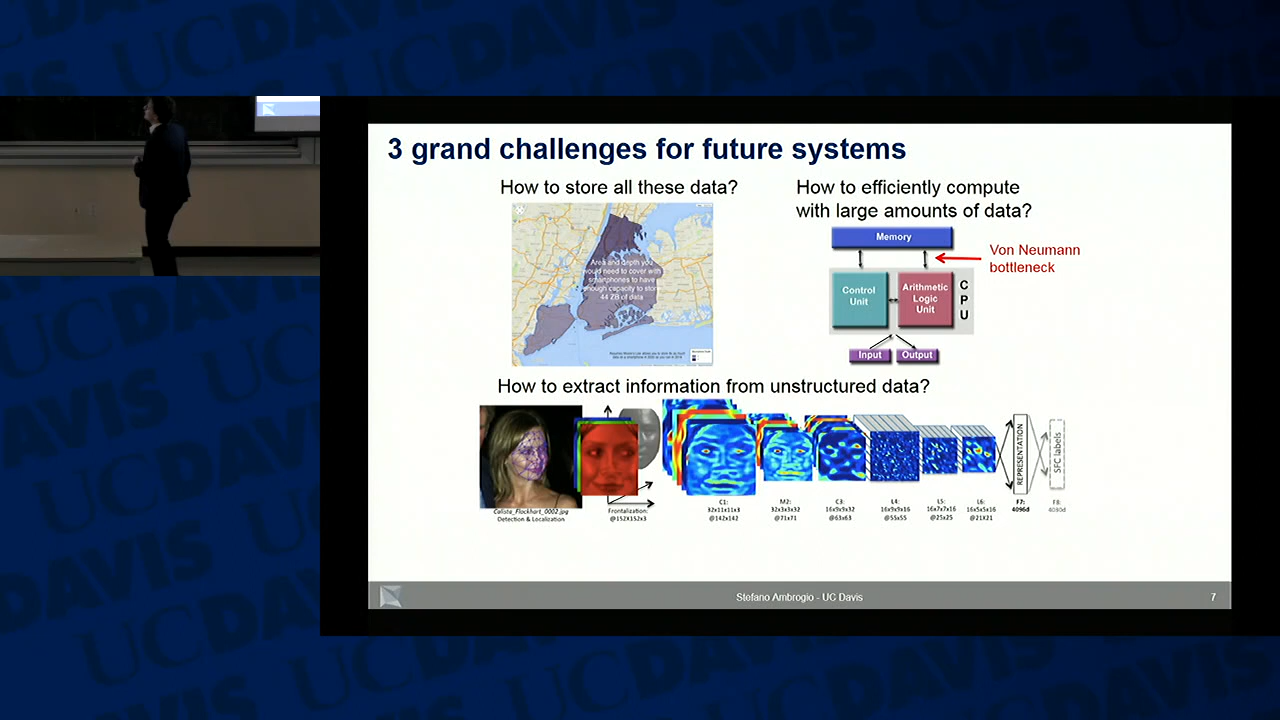 3 grand challenges for future systems
How to store all these data?
Area and depth you
would need to cover with
smartphones to have
enough capacity to store
44 ZB of data
How to efficiently compute
with large amounts of data?
Memory
Von Neumann
bottleneck
Control
Unit
Arithmetic
Logic
Unit
C
P
U
Input
Output
How to extract information from unstructured data?
Calista_Flockhart_0002.jpg
Detection & Localization
Frontalization:
@152X152x3
C1:
32x11x11x3
@142x142
M2:
32x3x3x32
@71x71
C3:
16x9x9x32
@63x63
L4:
16x9x9x16
@55x55
L5:
16x7x7x16
@25x25
L6:
16x5x5x16
@21X21
REPRESENTATION
F7:
4096d
SFC labels
F8:
4030d
Stefano Ambrogio - UC Davis
7
UCDAVIS